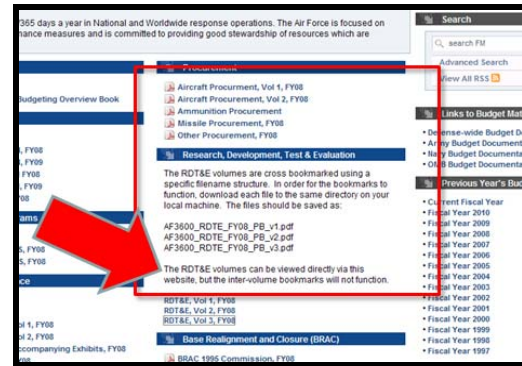 /365 days a year in National and Worldwide response operations. The Air Force is focused on
nance measures and is committed to providing good stewardship of resources which are
Budgeting Overview Book
, FY08
, FY09
FY08
, FY09
FY08
rams
S, FY08
S, FY08
ce
ol 1, FY08
ol 2, FY08
ccompanying Exhibits, FY08
Procurement
Aircraft Procurment, Vol 1, FY08
Aircraft Procurement, Vol 2, FY08
Ammunition Procurement
Missile Procurement, FY08
Other Procurement, FY08
Research, Development, Test & Evaluation
The RDT&E volumes are cross bookmarked using a
specific filename structure. In order for the bookmarks to
function, download each file to the same directory on your
local machine. The files should be saved as:
AF3600_RDTE_FY08_PB_v1.pdf
AF3600_RDTE_FY08_PB_v2.pdf
AF3600_RDTE_FY08_PB_v3.pdf
The RDT&E volumes can be viewed directly via this
website, but the inter-volume bookmarks will not function.
RDT&E, Vol 1, FY08
RDT&E, Vol 2, FY08
RDT&E, Vol 3, FY08
Base Realignment and Closure (BRAC)
BRAC 1995 Commission, FY08
Search
search FM
Advanced Search
View All RSS
Links to Budget Mat
Defense-wide Budget D
Army Budget Document
Navy Budget Documenta
OMB Budget Documenta
Previous Year's Bud
Current Fiscal Year
Fiscal Year 2010
Fiscal Year 2009
Fiscal Year 2008
Fiscal Year 2007
Fiscal Year 2006
Fiscal Year 2005
Fiscal Year 2004
Fiscal Year 2003
Fiscal Year 2002
Fiscal Year 2001
Fiscal Year 2000
Fiscal Year 1999
Fiscal Year 1998
Fiscal Year 1997